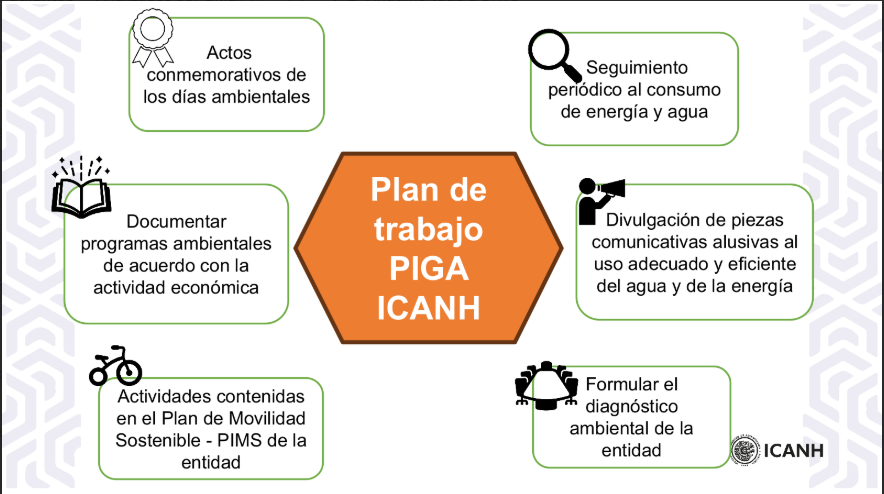 Actos
conmemorativos de
los días ambientales
Seguimiento
periódico al consumo
de energía y agua
Plan de
trabajo
PIGA
ICANH
Documentar
programas ambientales
de acuerdo con la
actividad económica
Divulgación de piezas
comunicativas alusivas al
uso adecuado y eficiente
del agua y de la energía
Actividades contenidas
en el Plan de Movilidad
Sostenible - PIMS de la
entidad
Formular el
diagnóstico
ambiental de la
entidad
ICANH